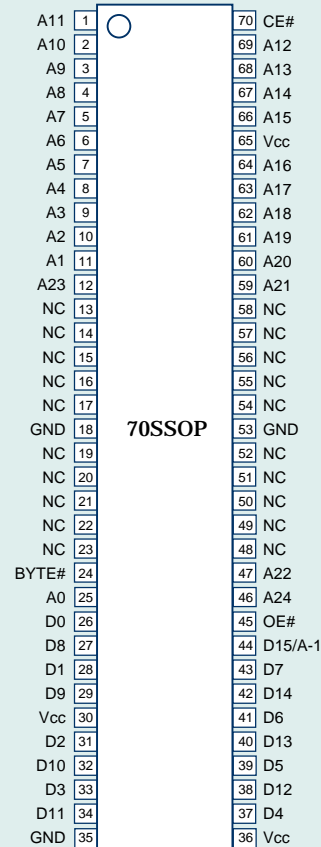 A11 1 70 CE#
A10 2 69 A12
A9 3 68 A13
A8 4 67 A14
A7 5 66 A15
A6 6 65 Vcc
A5 7 64 A16
A4 8 63 A17
A3 9 62 A18
A2 10 61 A19
A1 11 60 A20
A23 12 59 A21
NC 13 58 NC
NC 14 57 NC
NC 15 56 NC
NC 16 55 NC
NC 17 54 NC
GND 18 70SSOP 53 GND
NC 19 52 NC
NC 20 51 NC
NC 21 50 NC
NC 22 49 NC
NC 23 48 NC
BYTE# 24 47 A22
A0 25 46 A24
D0 26 45 OE#
D8 27 44 D15/A-1
D1 28 43 D7
D9 29 42 D14
Vcc 30 41 D6
D2 31 40 D13
D10 32 39 D5
D3 33 38 D12
D11 34 37 D4
GND 35 36 Vcc